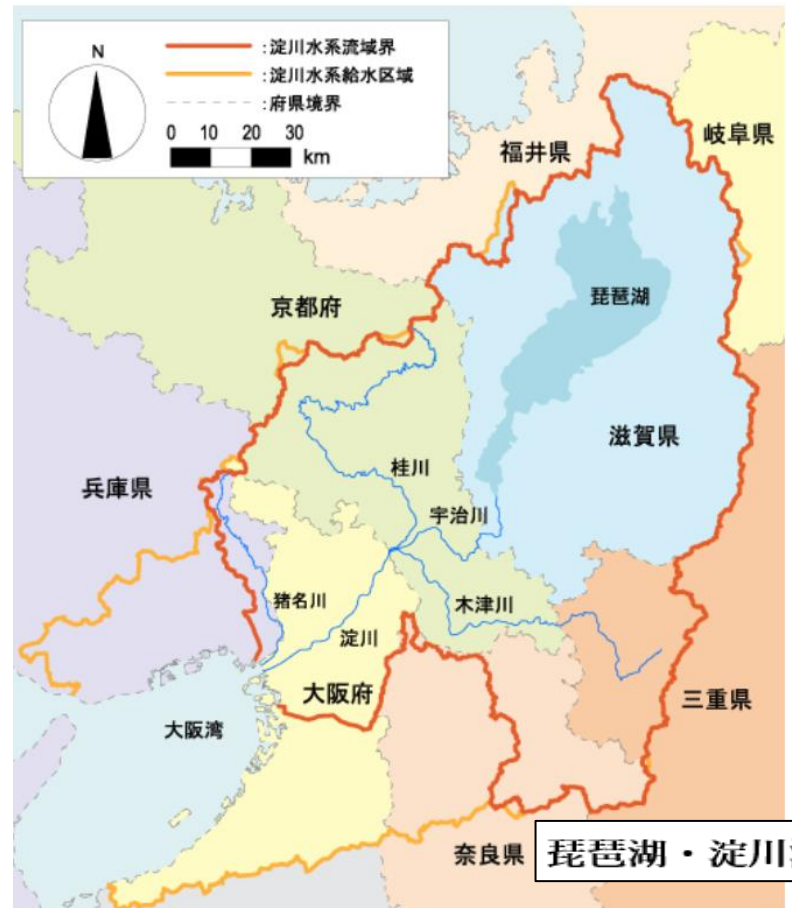 N
:淀川水系流域界
:淀川水系給水区域
:府県境界
0 10 20 30
km
福井県
岐阜県
京都府
琵琶湖
滋賀県
兵庫県
桂川
宇治川
猪名川
木津川
淀川
大阪府
三重県
大阪湾
奈良県
琵琶湖・淀川